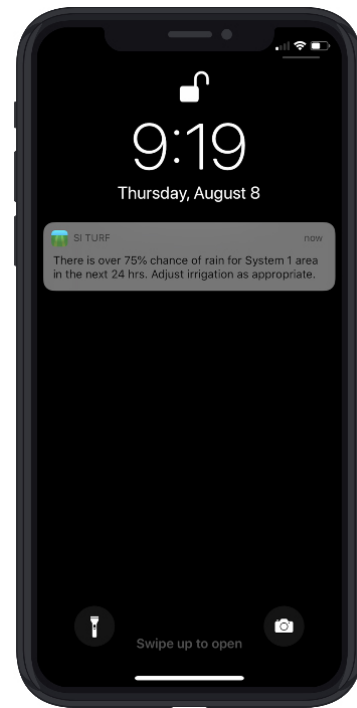 9:19
Thursday, August 8
SI TURF now
There is over 75% chance of rain for System 1 area
in the next 24 hrs. Adjust irrigation as appropriate.
Swipe up to open